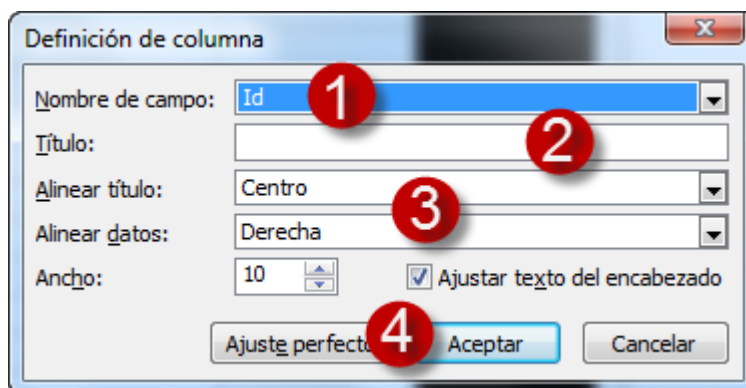 Definición de columna
Nombre de campo: Id 1
Título: 2
Alinear título: Centro
3
Alinear datos: Derecha
Ancho: 10 Ajustar texto del encabezado
Ajuste perfecto 4 Aceptar Cancelar